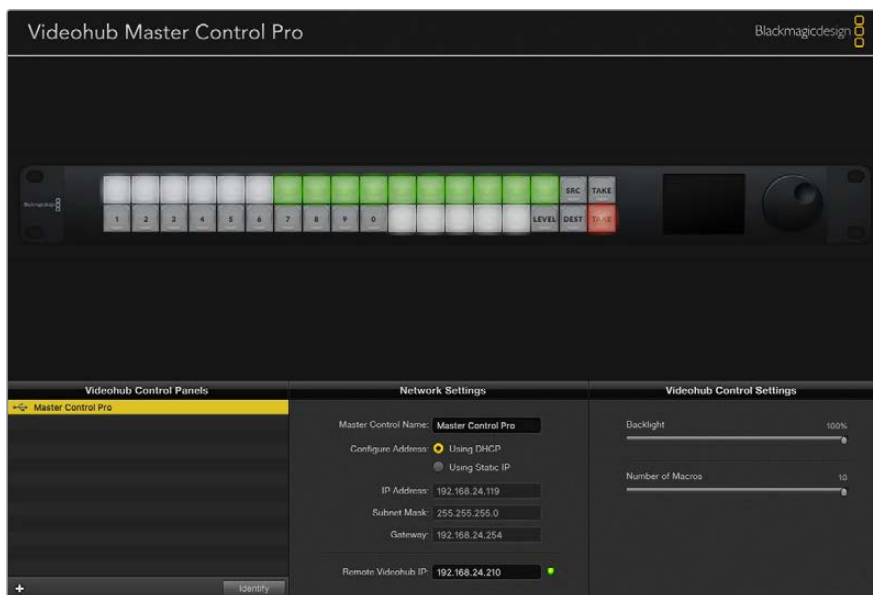 Videohub Master Control Pro
Blackmagicdesign
SRC TAKE
Blackmagicdesign
1 2 3 4 5 6 7 8 9 0 LEVEL DEST TAKE
Videohub Control Panels
Master Control Pro
Identify
Network Settings
Master Control Name: Master Control Pro
Configure Address: Using DHCP
Using Static IP
IP Address: 192.168.24.119
Subnet Mask: 255.255.255.0
Gateway: 192.168.24.254
Remote Videohub IP: 192.168.24.210
Videohub Control Settings
Backlight 100%
Number of Macros 10